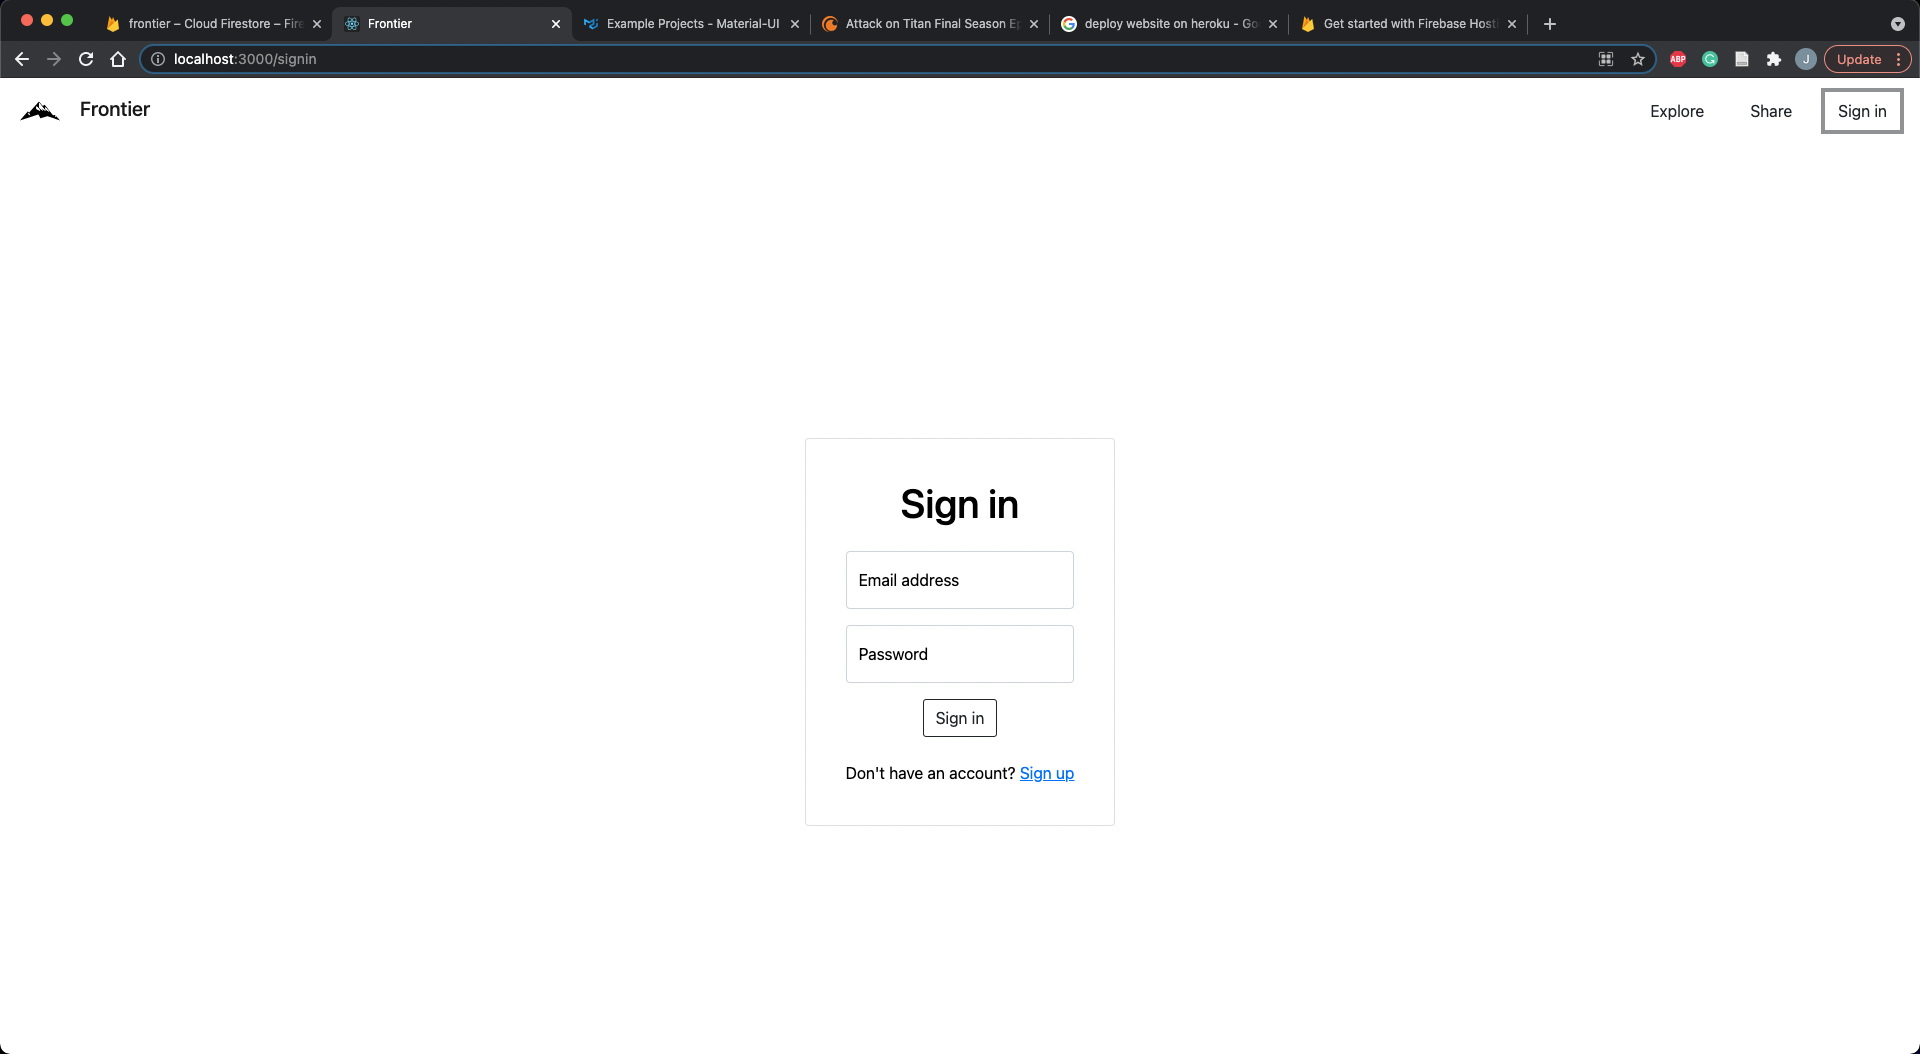 frontier – Cloud Firestore – Fire
Frontier
Example Projects - Material-UI
Attack on Titan Final Season Ep
deploy website on heroku - Go
Get started with Firebase Hosti
localhost:3000/signin
ABP
J
Update
Frontier
Explore
Share
Sign in
Sign in
Email address
Password
Sign in
Don't have an account? Sign up